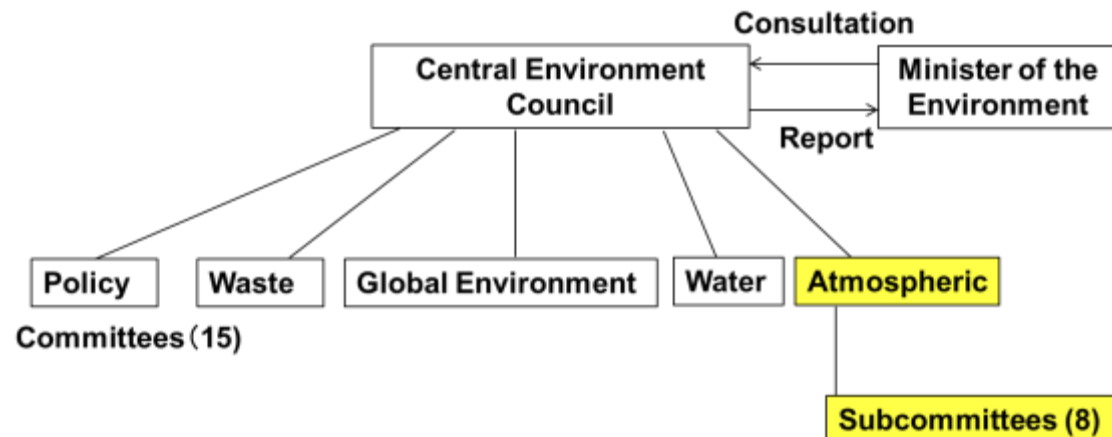 Consultation
Central Environment
Council
Minister of the
Environment
Report
Policy
Waste
Global Environment
Water
Atmospheric
Committees（15)
Subcommittees (8)